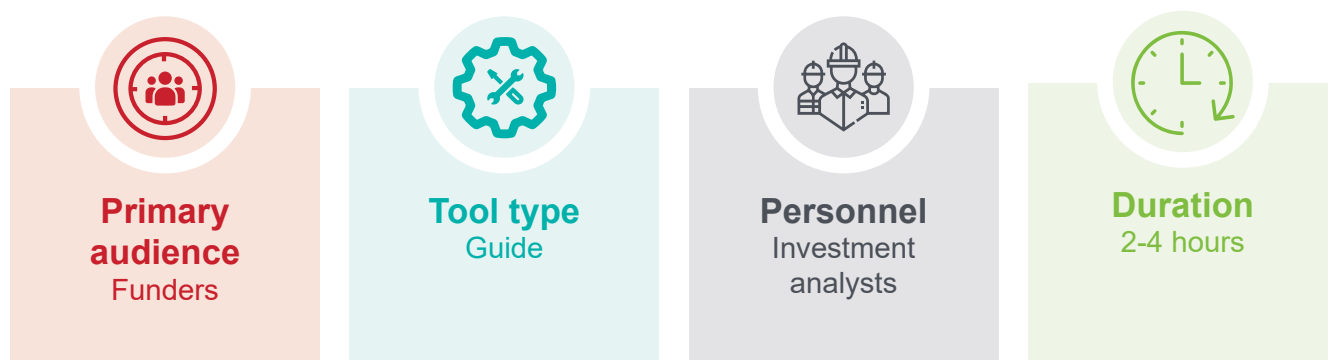 Primary
audience
Funders
Tool type
Guide
Personnel
Investment
analysts
Duration
2-4 hours